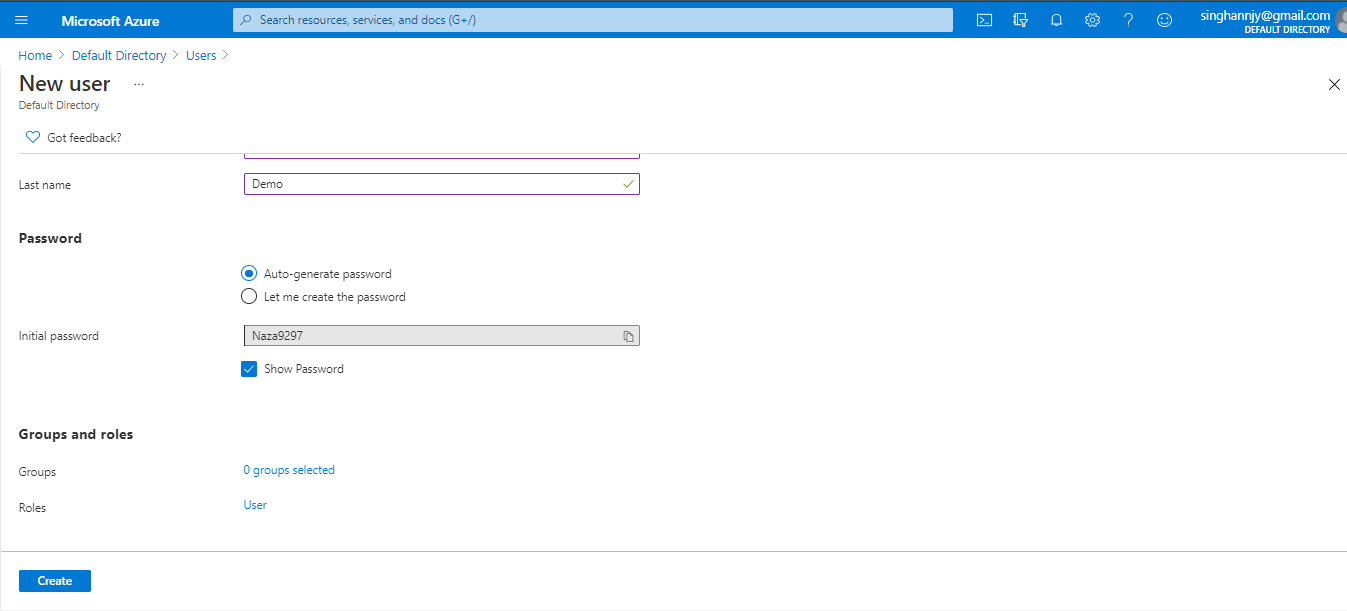 Microsoft Azure
Search resources, services, and docs (G+/)
singhannjy@gmail.com
DEFAULT DIRECTORY
Home > Default Directory > Users >
New user ...
Default Directory
Got feedback?
Last name Demo
Password
Auto-generate password
Let me create the password
Initial password Naza9297
Show Password
Groups and roles
Groups 0 groups selected
Roles User
Create